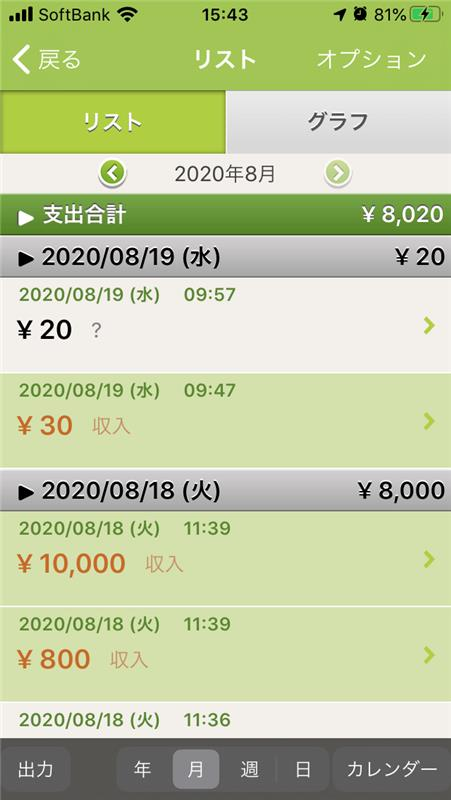 SoftBank 15:43 81%
戻る リスト オプション
リスト グラフ
2020年8月
支出合計 ¥8,020
2020/08/19 (水) ¥20
2020/08/19 (水) 09:57
¥20 ?
2020/08/19 (水) 09:47
¥30 収入
2020/08/18 (火) ¥8,000
2020/08/18 (火) 11:39
¥10,000 収入
2020/08/18 (火) 11:39
¥800 収入
2020/08/18 (火) 11:36
出力 年 月 週 日 カレンダー